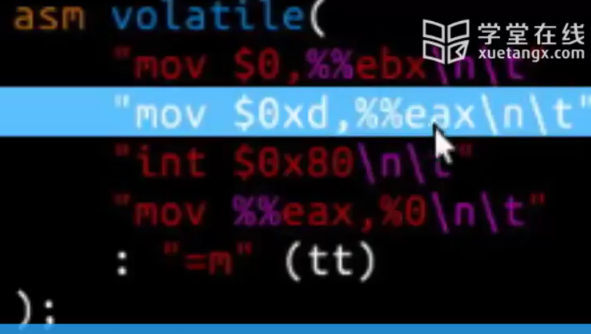 asm volatile(
学堂在线
xuetangx.com
"mov $0,%%ebx\n\t"
"mov $0xd,%%eax\n\t"
"int $0x80\n\t"
"mov %%eax,%0\n\t"
: "=m" (tt)
);